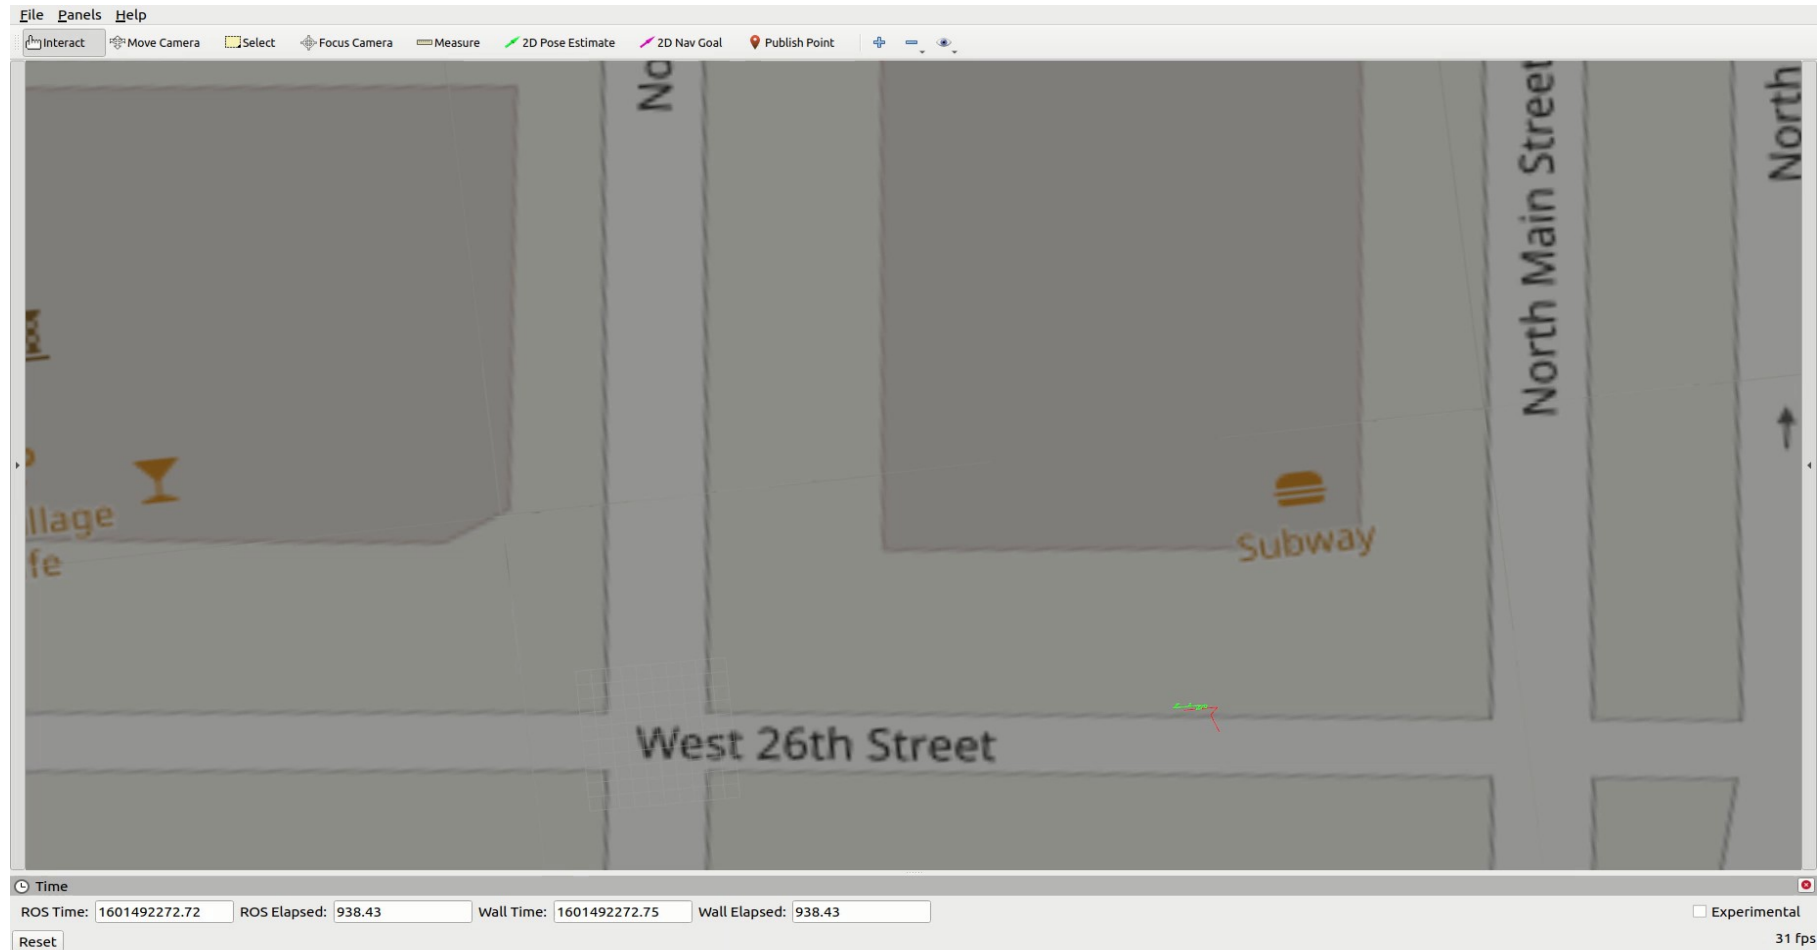 File Panels Help
Interact Move Camera Select Focus Camera Measure 2D Pose Estimate 2D Nav Goal Publish Point
No
North Main Street
North
llage
fe
Subway
West 26th Street
Time
ROS Time: 1601492272.72 ROS Elapsed: 938.43 Wall Time: 1601492272.75 Wall Elapsed: 938.43 Experimental
Reset 31 fps